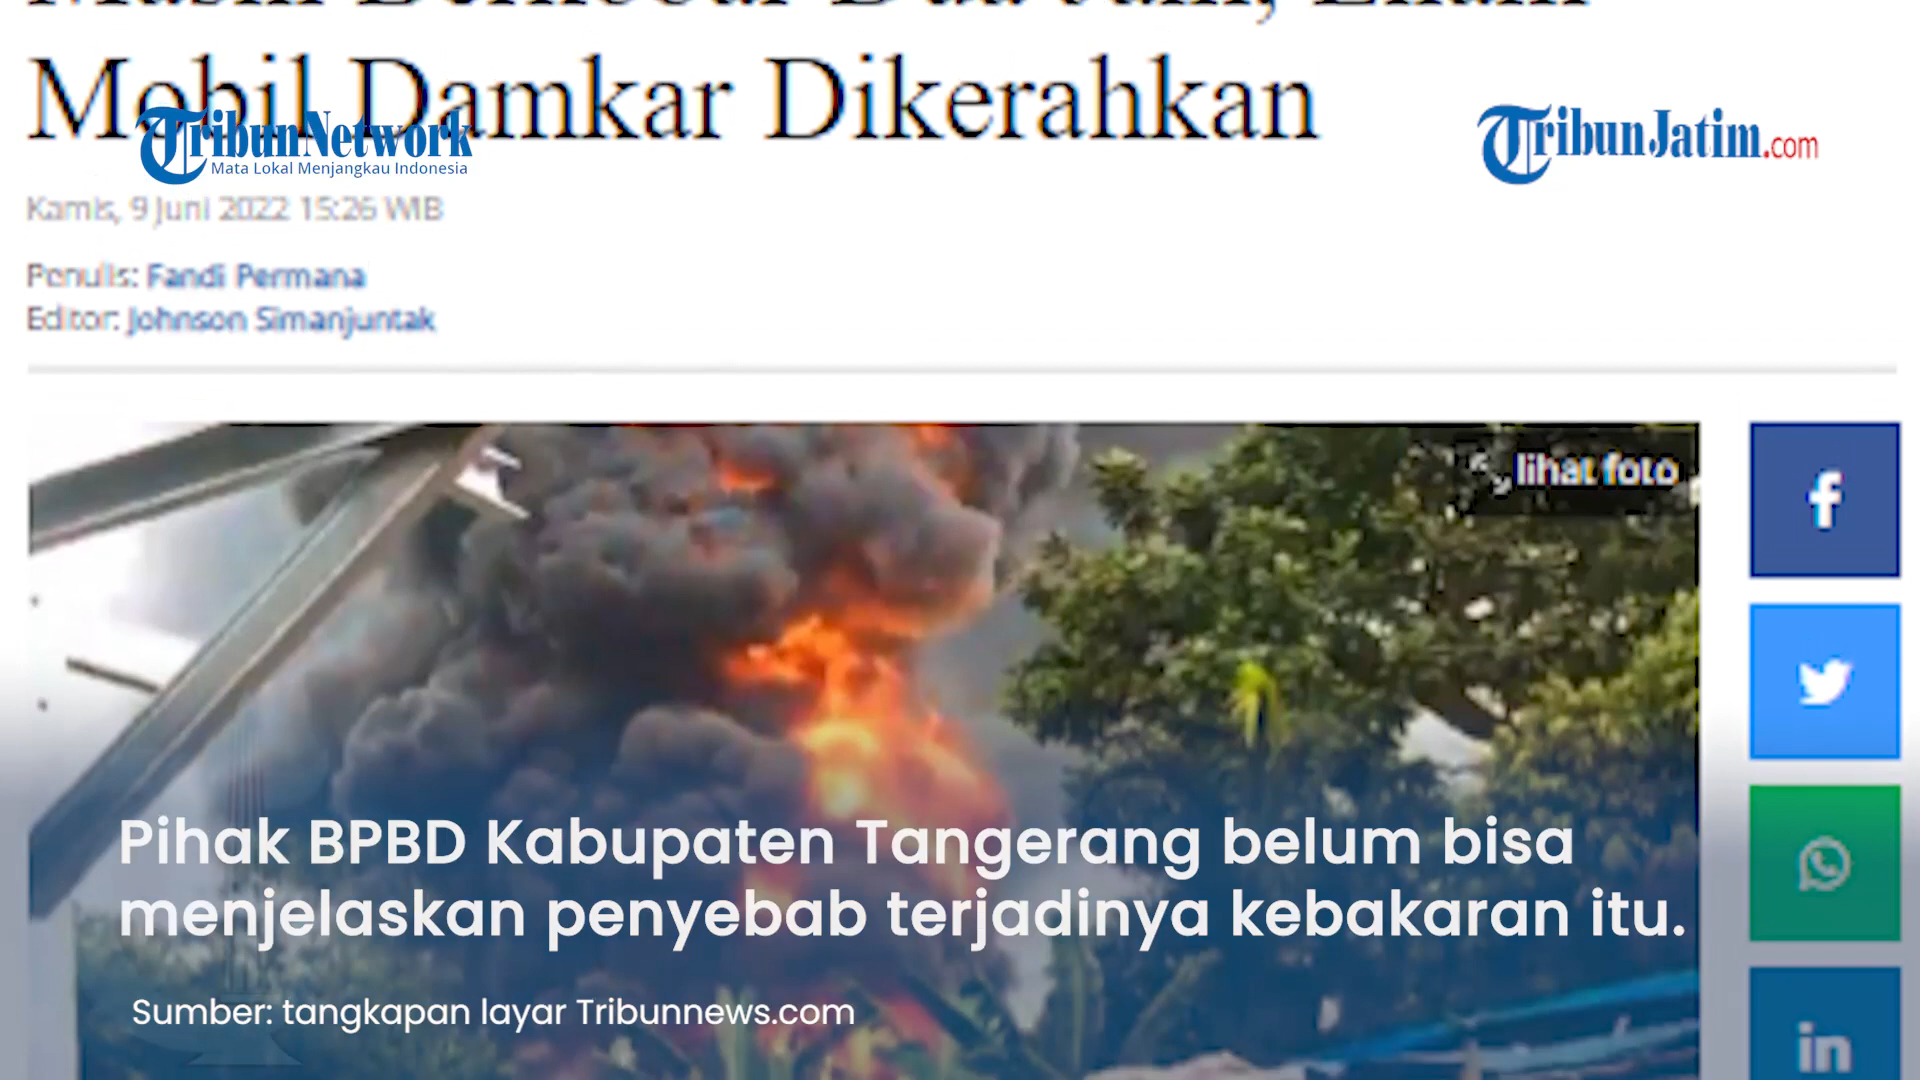 Mobil Damkar Dikerahkan
TribunNetwork
Mata Lokal Menjangkau Indonesia
TribunJatim.com
Kamis, 9 Juni 2022 15:26 WIB
Penulis: Fandi Permana
Editor: Johnson Simanjuntak
lihat foto
f
Pihak BPBD Kabupaten Tangerang belum bisa
menjelaskan penyebab terjadinya kebakaran itu.
Sumber: tangkapan layar Tribunnews.com
in